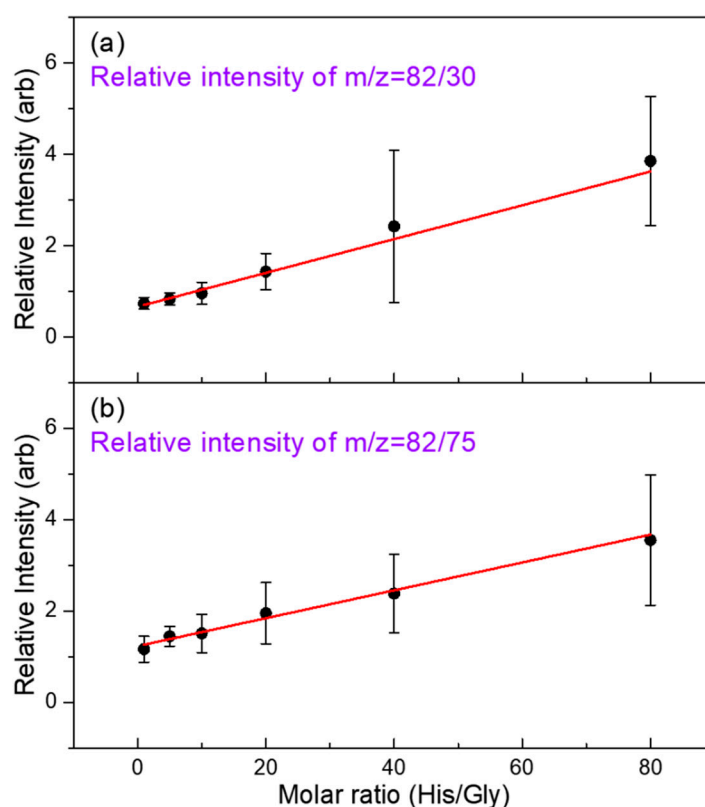 (a)
Relative intensity of m/z=82/30
6
4
2
0
Relative Intensity (arb)
(b)
Relative intensity of m/z=82/75
6
4
2
0
Relative Intensity (arb)
0 20 40 60 80
Molar ratio (His/Gly)